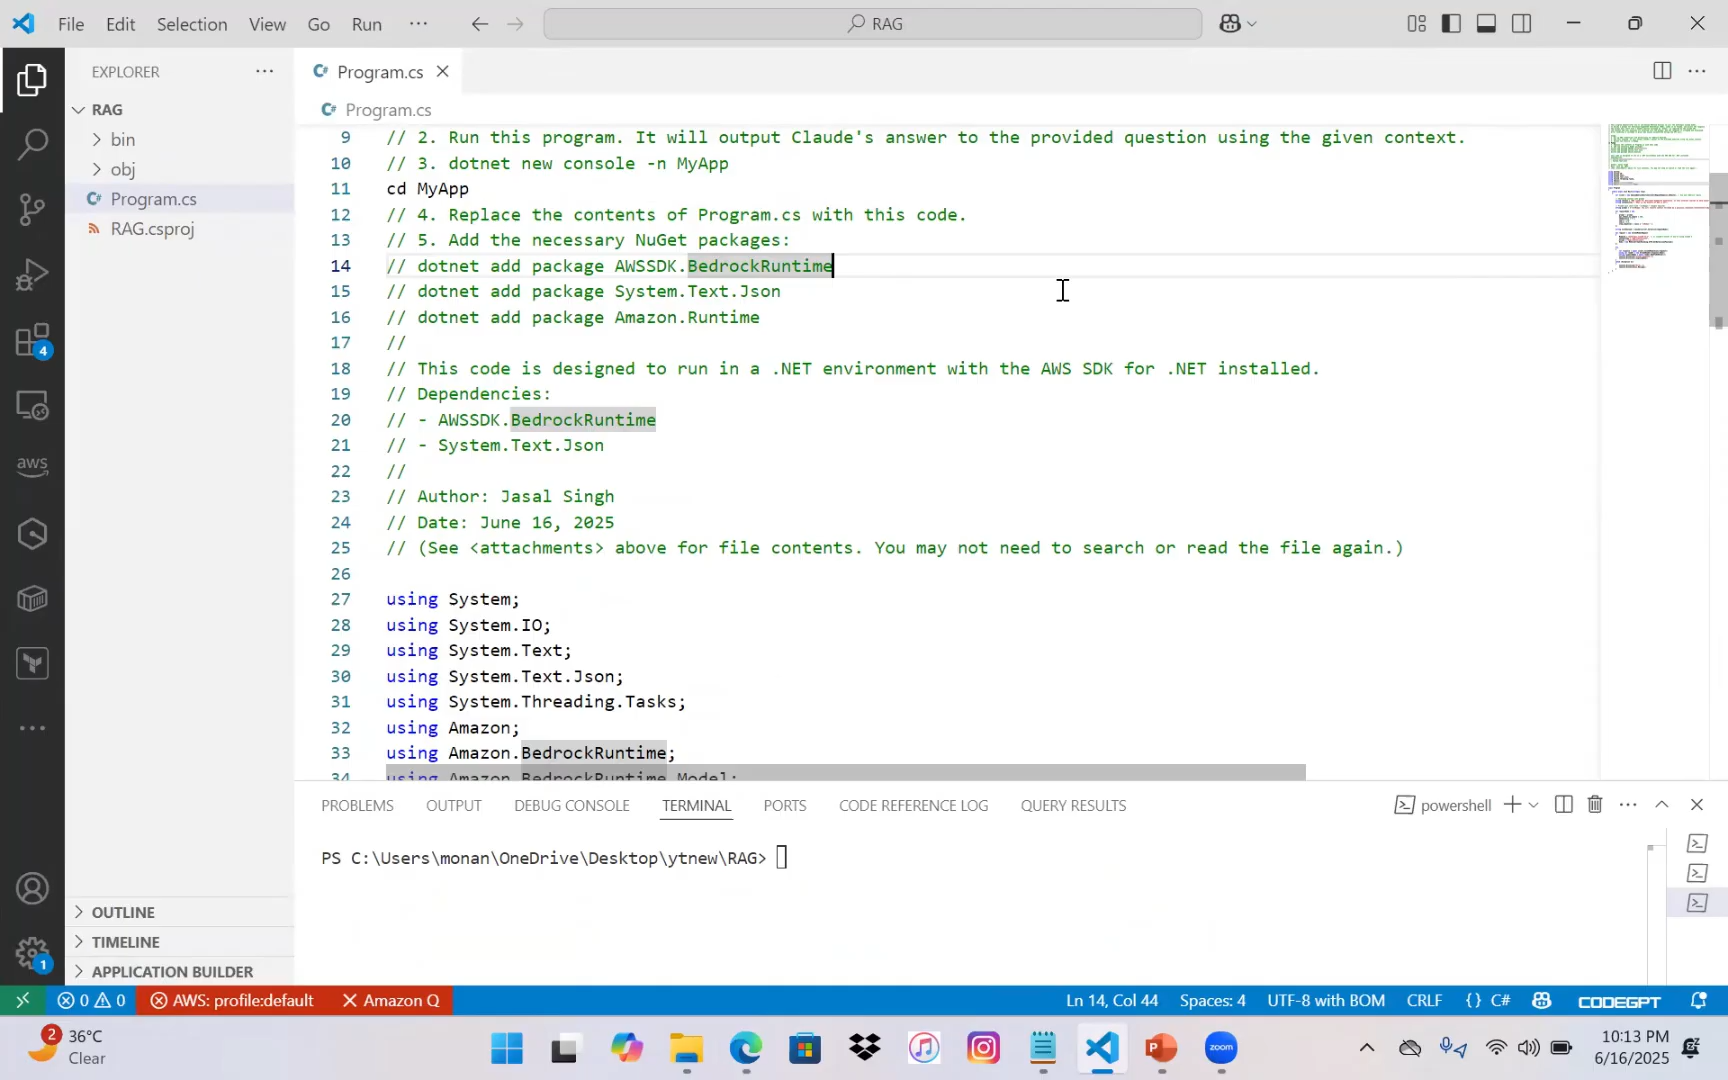 File Edit Selection View Go Run ··· RAG
EXPLORER ···
RAG
bin
obj
Program.cs
RAG.csproj
4
aws
OUTLINE
TIMELINE
APPLICATION BUILDER
1
Program.cs
Program.cs
9 // 2. Run this program. It will output Claude's answer to the provided question using the given context.
10 // 3. dotnet new console -n MyApp
11 cd MyApp
12 // 4. Replace the contents of Program.cs with this code.
13 // 5. Add the necessary NuGet packages:
14 // dotnet add package AWSSDK.BedrockRuntime
15 // dotnet add package System.Text.Json
16 // dotnet add package Amazon.Runtime
17 //
18 // This code is designed to run in a .NET environment with the AWS SDK for .NET installed.
19 // Dependencies:
20 // - AWSSDK.BedrockRuntime
21 // - System.Text.Json
22 //
23 // Author: Jasal Singh
24 // Date: June 16, 2025
25 // (See <attachments> above for file contents. You may not need to search or read the file again.)
26
27 using System;
28 using System.IO;
29 using System.Text;
30 using System.Text.Json;
31 using System.Threading.Tasks;
32 using Amazon;
33 using Amazon.BedrockRuntime;
34 using Amazon.BedrockRuntime.Model;
PROBLEMS OUTPUT DEBUG CONSOLE TERMINAL PORTS CODE REFERENCE LOG QUERY RESULTS powershell
PS C:\Users\monan\OneDrive\Desktop\ytnew\RAG>
0 0 AWS: profile:default Amazon Q Ln 14, Col 44 Spaces: 4 UTF-8 with BOM CRLF {} C# CODEGPT
2 36°C
Clear
zoom
10:13 PM
6/16/2025